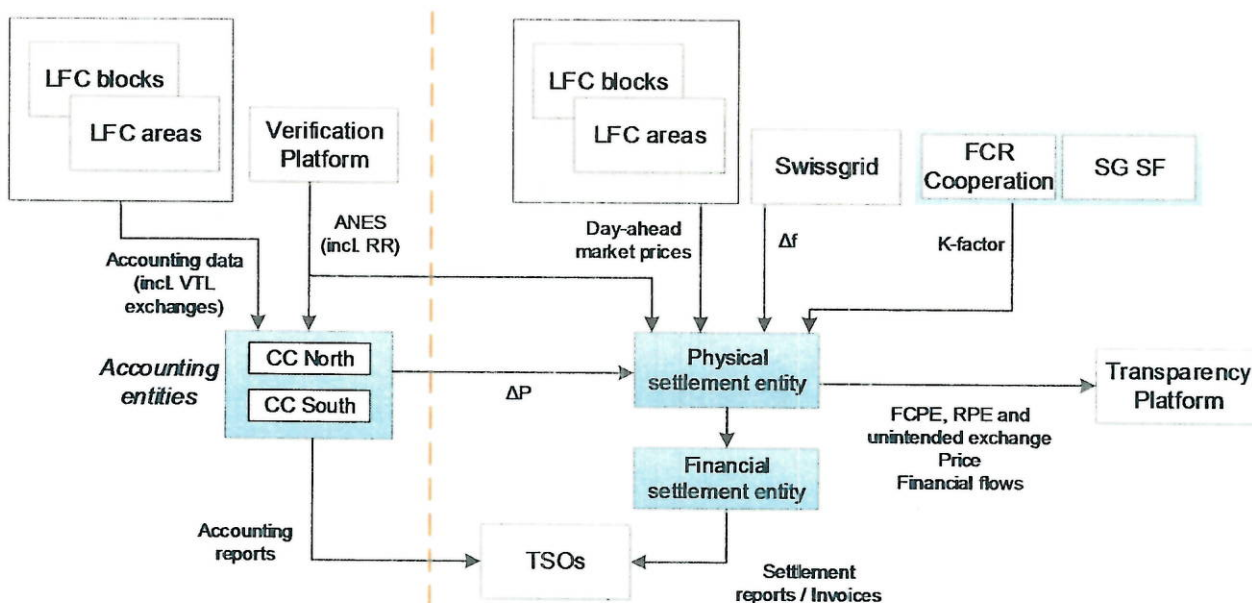 LFC blocks
LFC areas
Verification
Platform
LFC blocks
LFC areas
Swissgrid
FCR
Cooperation
SG SF
Accounting data
(incl. VTL
exchanges)
ANES
(incl. RR)
Day-ahead
market prices
Δf
K-factor
Accounting
entities
CC North
CC South
ΔP
Physical
settlement entity
Transparency
Platform
FCPE, RPE and
unintended exchange
Price
Financial flows
Financial
settlement entity
Accounting
reports
TSOs
Settlement
reports / Invoices